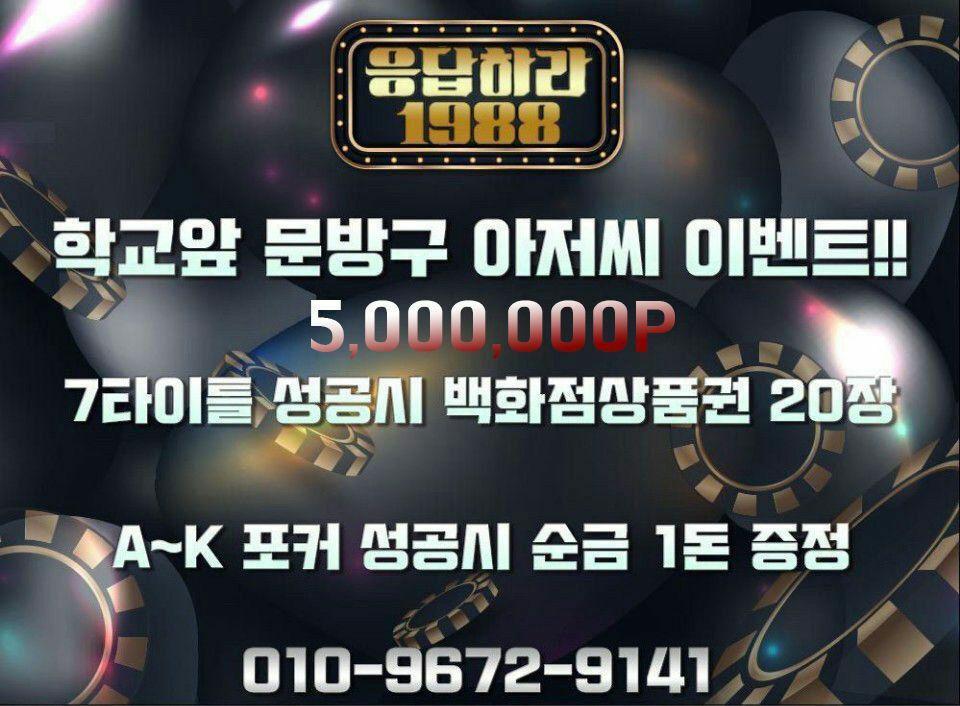 응답하라
1988
학교앞 문방구 아저씨 이벤트!!
5,000,000P
7타이틀 성공시 백화점상품권 20장
A~K 포커 성공시 순금 1돈 증정
010-9672-9141